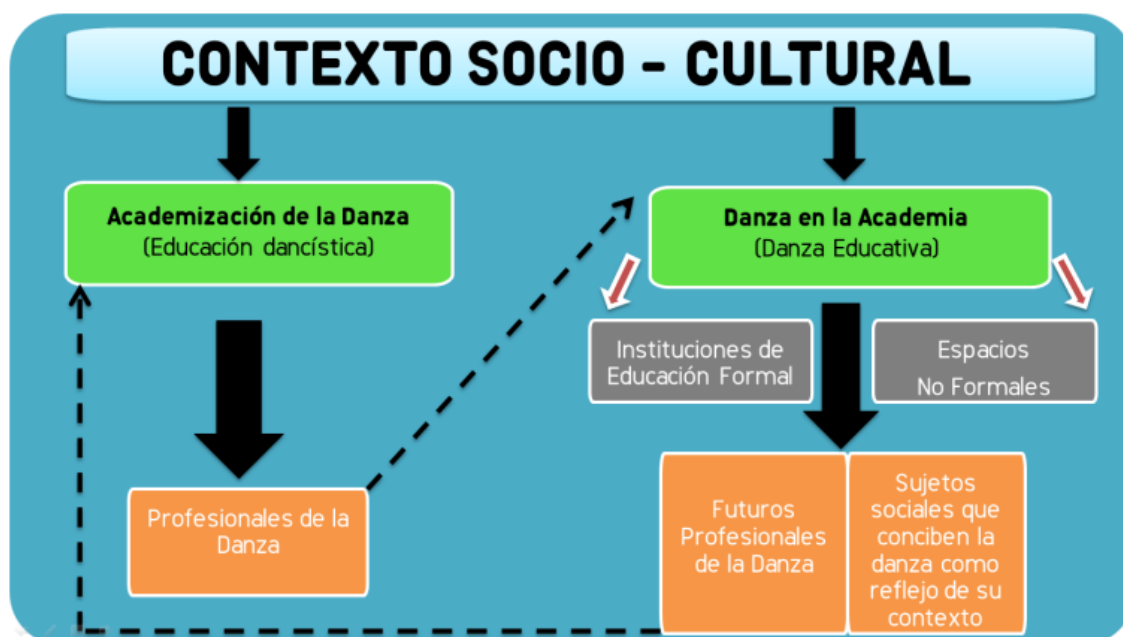 CONTEXTO SOCIO - CULTURAL
Academización de la Danza
(Educación dancística)
Danza en la Academia
(Danza Educativa)
Instituciones de
Educación Formal
Espacios
No Formales
Profesionales de la
Danza
Futuros
Profesionales
de la Danza
Sujetos
sociales que
conciben la
danza como
reflejo de su
contexto